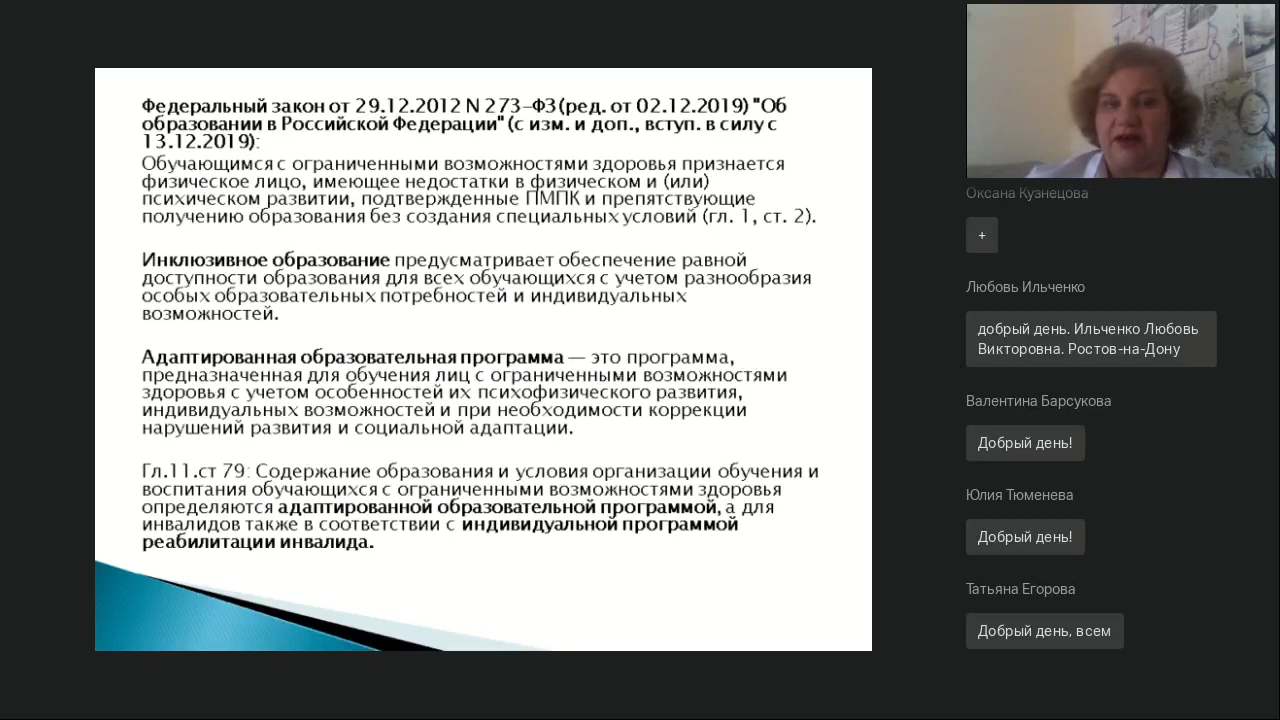 Федеральный закон от 29.12.2012 N 273-ФЗ (ред. от 02.12.2019) "Об
образовании в Российской Федерации" (с изм. и доп., вступ. в силу с
13.12.2019):
Обучающимся с ограниченными возможностями здоровья признается
физическое лицо, имеющее недостатки в физическом и (или)
психическом развитии, подтвержденные ПМПК и препятствующие
получению образования без создания специальных условий (гл. 1, ст. 2).
Инклюзивное образование предусматривает обеспечение равной
доступности образования для всех обучающихся с учетом разнообразия
особых образовательных потребностей и индивидуальных
возможностей.
Адаптированная образовательная программа — это программа,
предназначенная для обучения лиц с ограниченными возможностями
здоровья с учетом особенностей их психофизического развития,
индивидуальных возможностей и при необходимости коррекции
нарушений развития и социальной адаптации.
Гл.11.ст 79: Содержание образования и условия организации обучения и
воспитания обучающихся с ограниченными возможностями здоровья
определяются адаптированной образовательной программой, а для
инвалидов также в соответствии с индивидуальной программой
реабилитации инвалида.
Оксана Кузнецова
+
Любовь Ильченко
добрый день. Ильченко Любовь
Викторовна. Ростов-на-Дону
Валентина Барсукова
Добрый день!
Юлия Тюменева
Добрый день!
Татьяна Егорова
Добрый день, всем